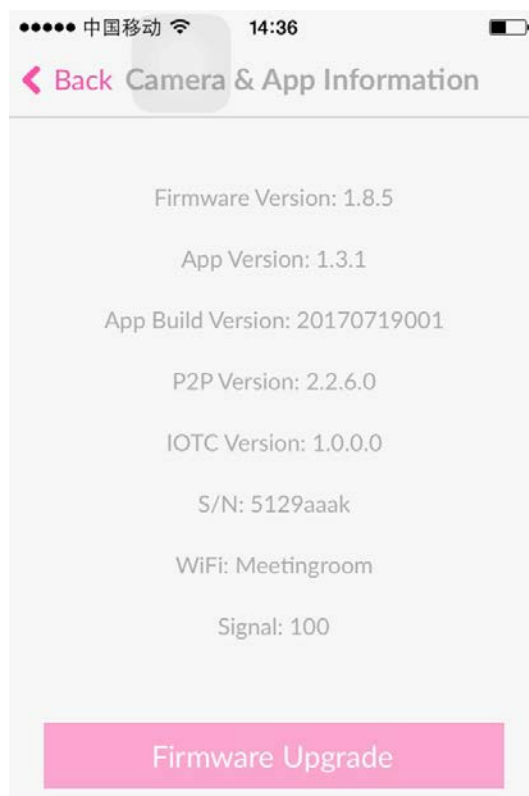 中国移动 14:36
Back Camera & App Information
Firmware Version: 1.8.5
App Version: 1.3.1
App Build Version: 20170719001
P2P Version: 2.2.6.0
IOTC Version: 1.0.0.0
S/N: 5129aaak
WiFi: Meetingroom
Signal: 100
Firmware Upgrade